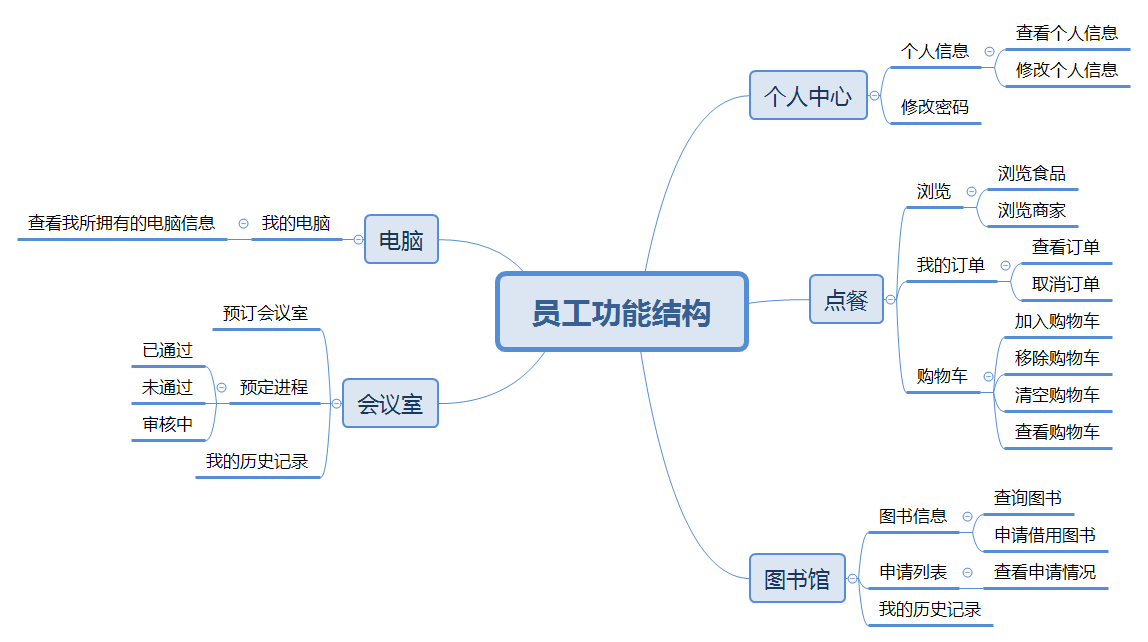 员工功能结构
个人中心
个人信息
查看个人信息
修改个人信息
修改密码
点餐
浏览
浏览食品
浏览商家
我的订单
查看订单
取消订单
购物车
加入购物车
移除购物车
清空购物车
查看购物车
图书馆
图书信息
查询图书
申请借用图书
申请列表
查看申请情况
我的历史记录
电脑
我的电脑
查看我所拥有的电脑信息
会议室
预订会议室
预定进程
已通过
未通过
审核中
我的历史记录